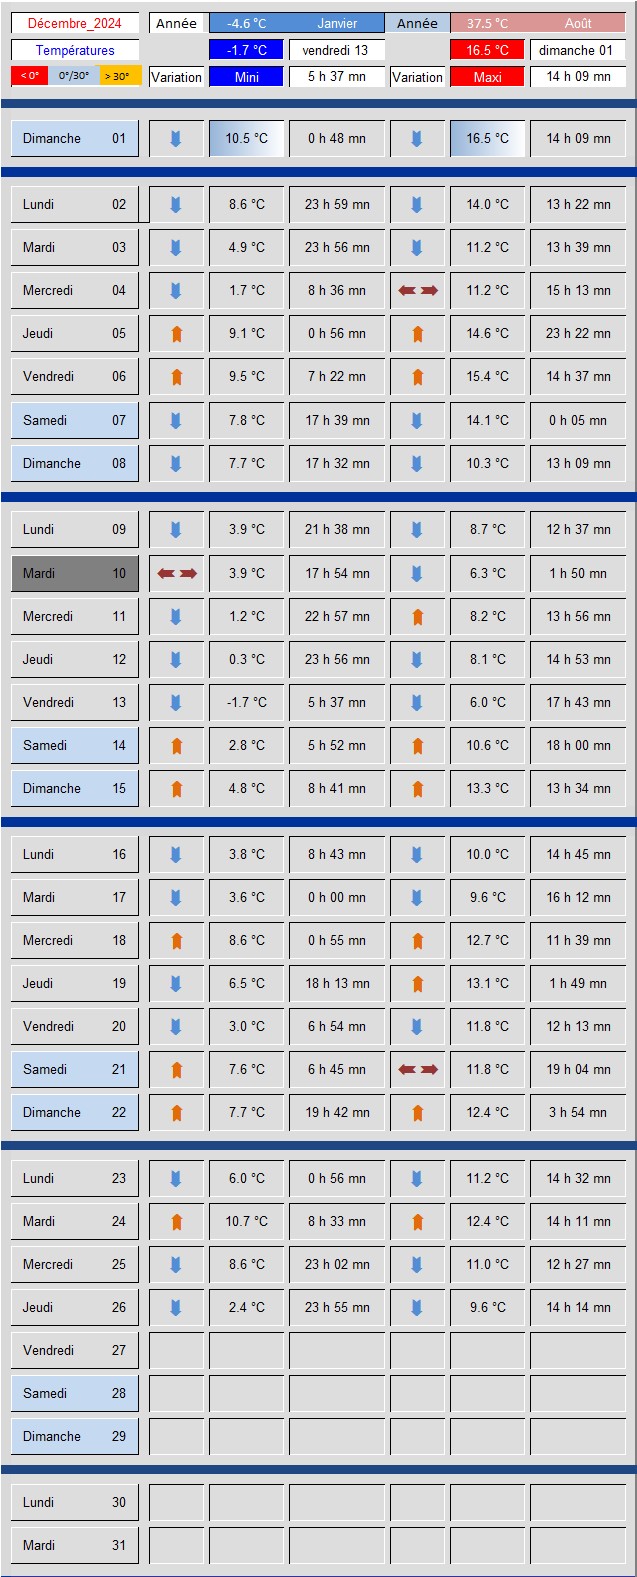 Décembre_2024 Année -4.6 °C Janvier Année 37.5 °C Août
Températures -1.7 °C vendredi 13 16.5 °C dimanche 01
< 0° 0°/30° > 30° Variation Mini 5 h 37 mn Variation Maxi 14 h 09 mn
Dimanche 01 10.5 °C 0 h 48 mn 16.5 °C 14 h 09 mn
Lundi 02 8.6 °C 23 h 59 mn 14.0 °C 13 h 22 mn
Mardi 03 4.9 °C 23 h 56 mn 11.2 °C 13 h 39 mn
Mercredi 04 1.7 °C 8 h 36 mn 11.2 °C 15 h 13 mn
Jeudi 05 9.1 °C 0 h 56 mn 14.6 °C 23 h 22 mn
Vendredi 06 9.5 °C 7 h 22 mn 15.4 °C 14 h 37 mn
Samedi 07 7.8 °C 17 h 39 mn 14.1 °C 0 h 05 mn
Dimanche 08 7.7 °C 17 h 32 mn 10.3 °C 13 h 09 mn
Lundi 09 3.9 °C 21 h 38 mn 8.7 °C 12 h 37 mn
Mardi 10 3.9 °C 17 h 54 mn 6.3 °C 1 h 50 mn
Mercredi 11 1.2 °C 22 h 57 mn 8.2 °C 13 h 56 mn
Jeudi 12 0.3 °C 23 h 56 mn 8.1 °C 14 h 53 mn
Vendredi 13 -1.7 °C 5 h 37 mn 6.0 °C 17 h 43 mn
Samedi 14 2.8 °C 5 h 52 mn 10.6 °C 18 h 00 mn
Dimanche 15 4.8 °C 8 h 41 mn 13.3 °C 13 h 34 mn
Lundi 16 3.8 °C 8 h 43 mn 10.0 °C 14 h 45 mn
Mardi 17 3.6 °C 0 h 00 mn 9.6 °C 16 h 12 mn
Mercredi 18 8.6 °C 0 h 55 mn 12.7 °C 11 h 39 mn
Jeudi 19 6.5 °C 18 h 13 mn 13.1 °C 1 h 49 mn
Vendredi 20 3.0 °C 6 h 54 mn 11.8 °C 12 h 13 mn
Samedi 21 7.6 °C 6 h 45 mn 11.8 °C 19 h 04 mn
Dimanche 22 7.7 °C 19 h 42 mn 12.4 °C 3 h 54 mn
Lundi 23 6.0 °C 0 h 56 mn 11.2 °C 14 h 32 mn
Mardi 24 10.7 °C 8 h 33 mn 12.4 °C 14 h 11 mn
Mercredi 25 8.6 °C 23 h 02 mn 11.0 °C 12 h 27 mn
Jeudi 26 2.4 °C 23 h 55 mn 9.6 °C 14 h 14 mn
Vendredi 27
Samedi 28
Dimanche 29
Lundi 30
Mardi 31